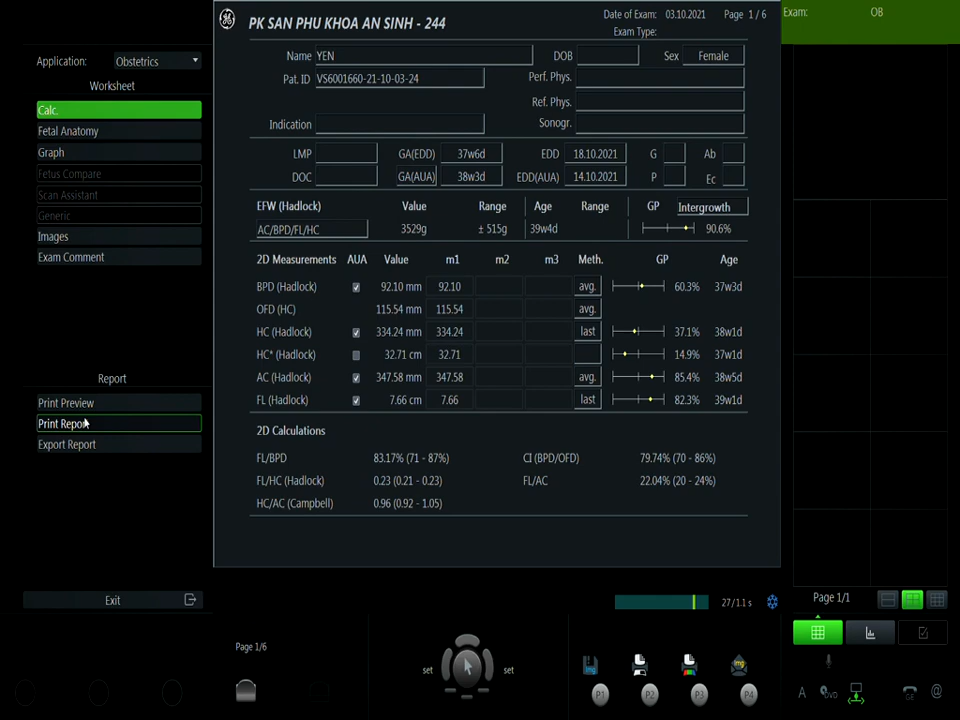 PK SAN PHU KHOA AN SINH - 244
Date of Exam: 03.10.2021 Page 1 / 6
Exam Type:
Exam: OB
Application: Obstetrics
Worksheet
Calc.
Fetal Anatomy
Graph
Fetus Compare
Scan Assistant
Generic
Images
Exam Comment
Report
Print Preview
Print Report
Export Report
Exit
Name YEN DOB Sex Female
Pat. ID VS6001660-21-10-03-24 Perf. Phys.
Ref. Phys.
Indication Sonogr.
LMP GA(EDD) 37w6d EDD 18.10.2021 G Ab
DOC GA(AUA) 38w3d EDD(AUA) 14.10.2021 P Ec
EFW (Hadlock) Value Range Age Range GP Intergrowth
AC/BPD/FL/HC 3529g ± 515g 39w4d 90.6%
2D Measurements AUA Value m1 m2 m3 Meth. GP Age
BPD (Hadlock) 92.10 mm 92.10 avg. 60.3% 37w3d
OFD (HC) 115.54 mm 115.54 avg.
HC (Hadlock) 334.24 mm 334.24 last 37.1% 38w1d
HC* (Hadlock) 32.71 cm 32.71 14.9% 37w1d
AC (Hadlock) 347.58 mm 347.58 avg. 85.4% 38w5d
FL (Hadlock) 7.66 cm 7.66 last 82.3% 39w1d
2D Calculations
FL/BPD 83.17% (71 - 87%) CI (BPD/OFD) 79.74% (70 - 86%)
FL/HC (Hadlock) 0.23 (0.21 - 0.23) FL/AC 22.04% (20 - 24%)
HC/AC (Campbell) 0.96 (0.92 - 1.05)
27/1.1 s
Page 1/1
Page 1/6
set set
P1 P2 P3 P4
A DVD @